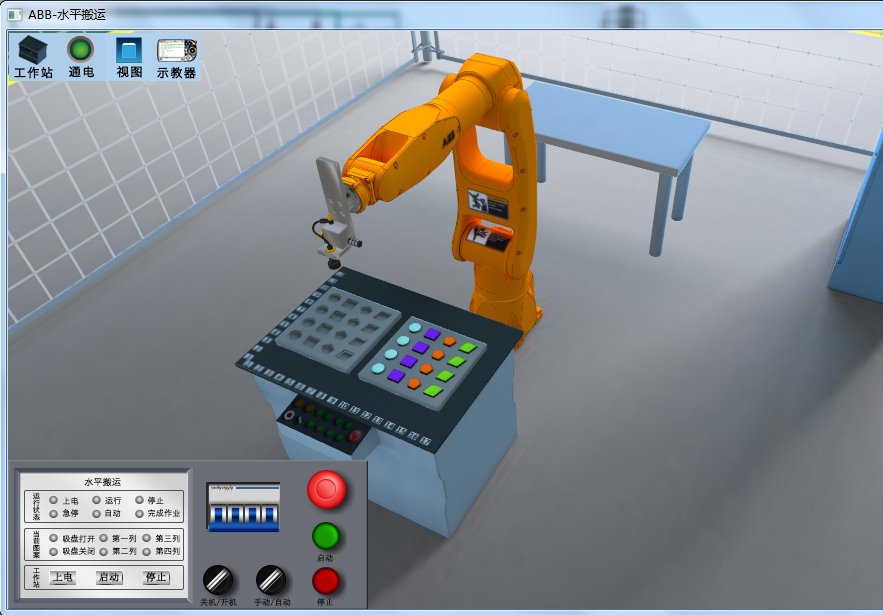 ABB-水平搬运
工作站 通电 视图 示教器
ABB
水平搬运
运行状态
上电 运行 停止
急停 自动 完成作业
当前图案
吸盘打开 第一列 第三列
吸盘关闭 第二列 第四列
工作站
上电 启动 停止
启动
关机/开机 手动/自动 停止